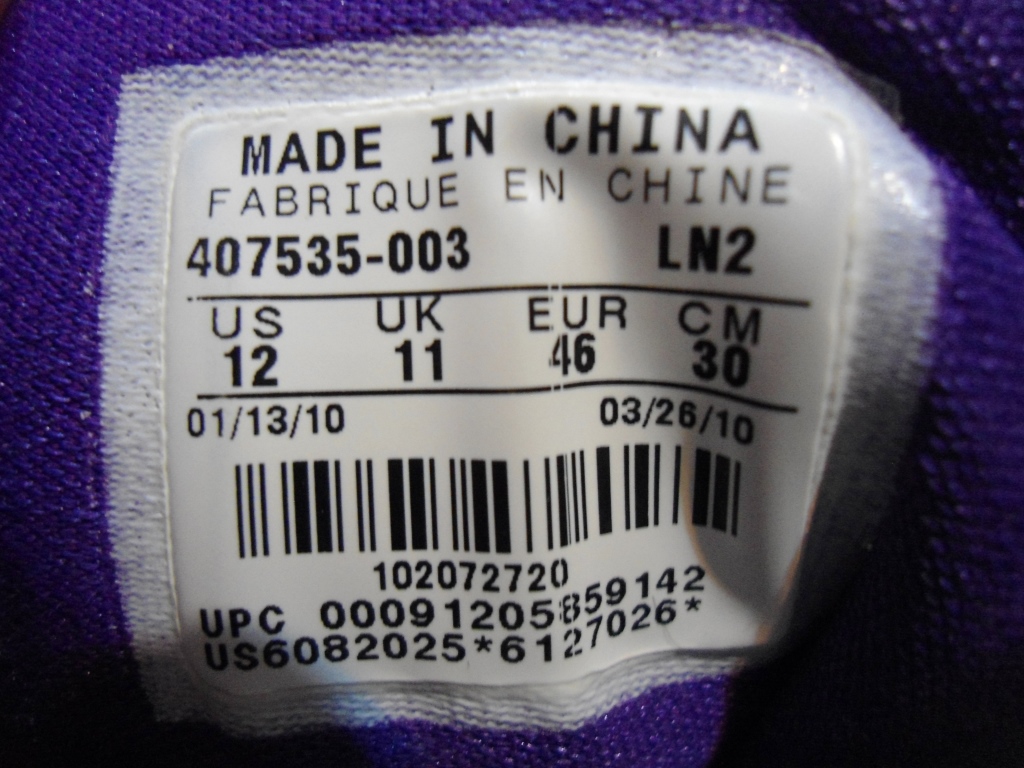 MADE IN CHINA
FABRIQUE EN CHINE
407535-003 LN2
US UK EUR CM
12 11 46 30
01/13/10 03/26/10
102072720
UPC 00091205859142
US6082025*6127026*